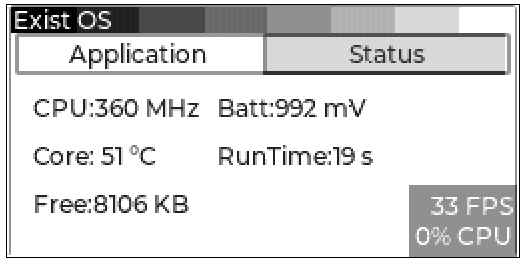 Exist OS
Application Status
CPU:360 MHz Batt:992 mV
Core: 51 °C RunTime:19 s
Free:8106 KB
33 FPS
0% CPU